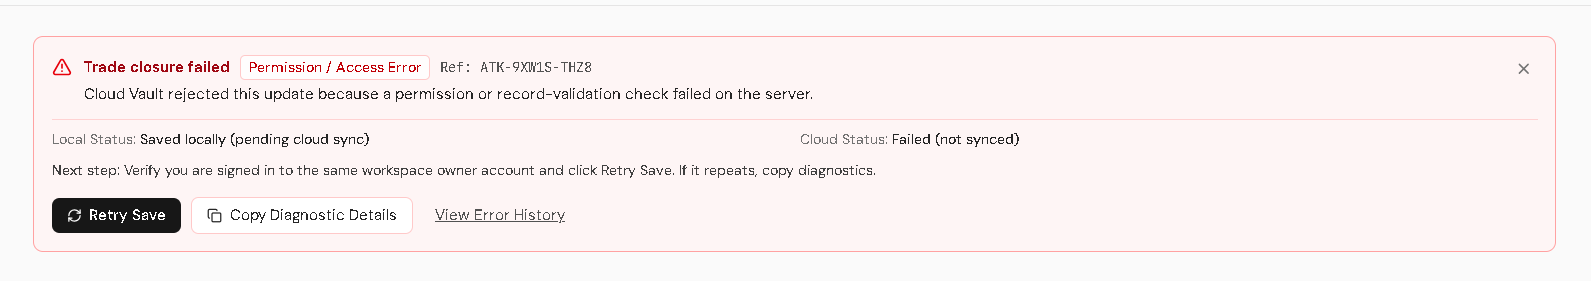 Trade closure failed Permission / Access Error Ref: ATK-9XW1S-THZ8
Cloud Vault rejected this update because a permission or record-validation check failed on the server.
Local Status: Saved locally (pending cloud sync) Cloud Status: Failed (not synced)
Next step: Verify you are signed in to the same workspace owner account and click Retry Save. If it repeats, copy diagnostics.
Retry Save Copy Diagnostic Details View Error History